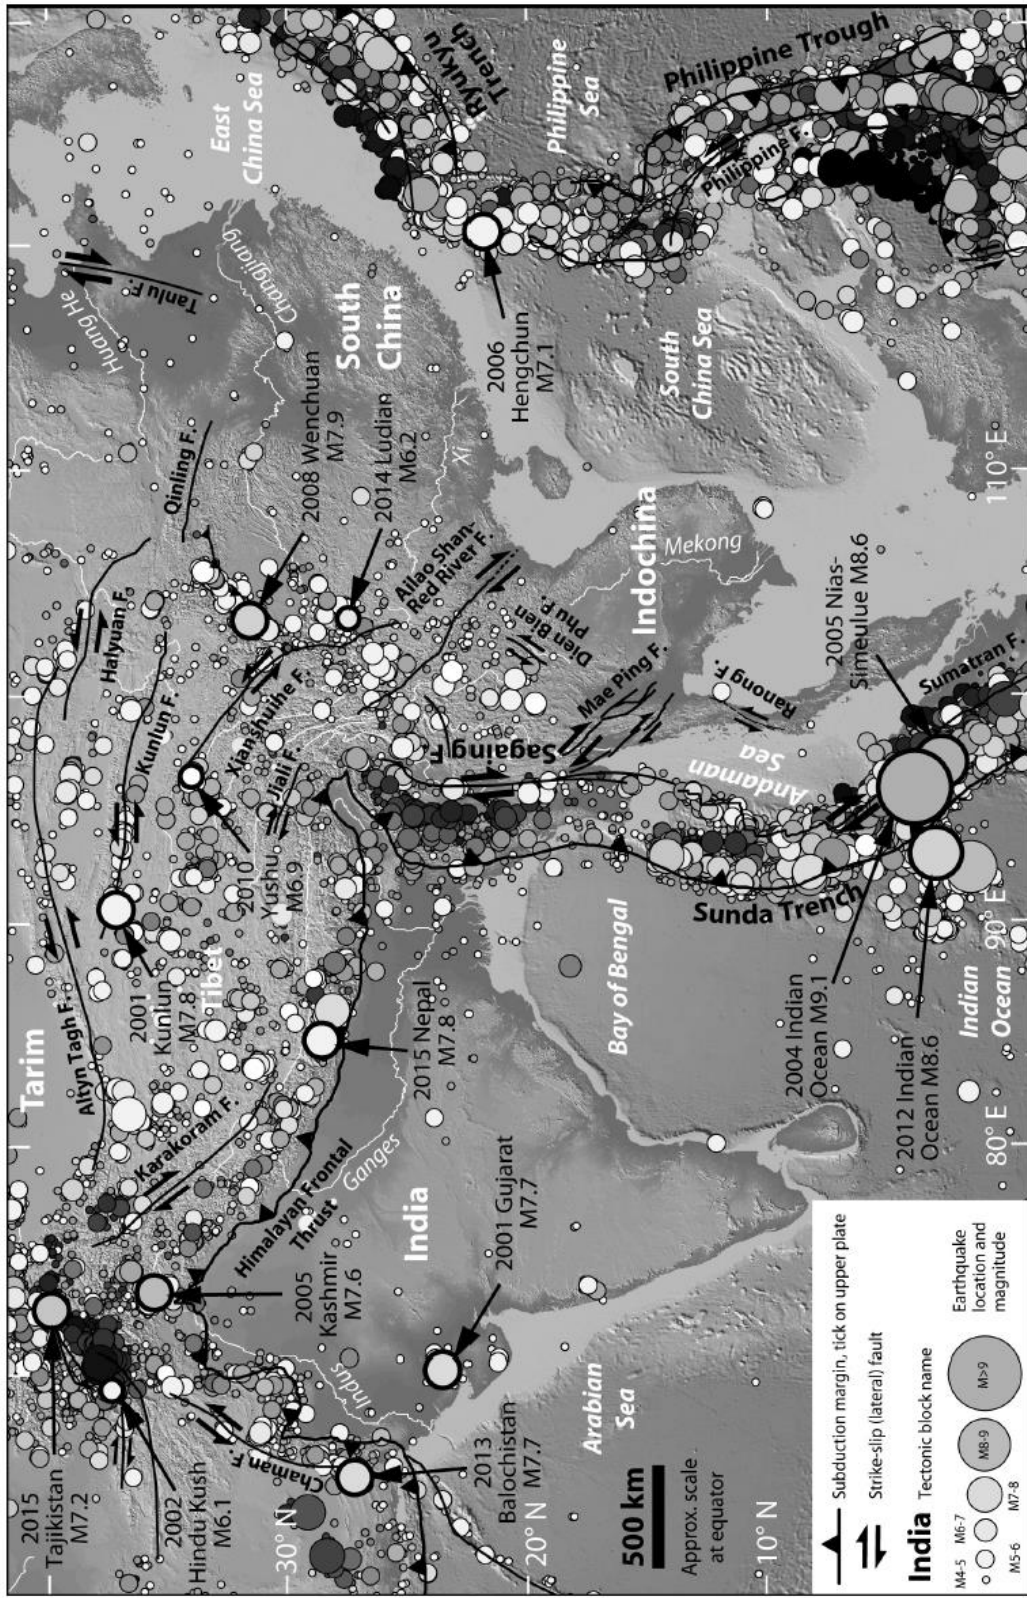 2015
Tajikistan
M7.2
2002
Hindu Kush
M6.1
Tarim
Altyn Tagh F.
Karakoram F.
2001
Kunlun
M7.8
Tibet
Kunlun F.
Haiyuan F.
Qinling F.
Huang He
Tanlu F.
2010
Yushu
M6.9
Xianshuihe F.
Jiali F.
Changjiang
East
China Sea
Ryukyu
Trench
30° N
Chaman F.
Indus
2005
Kashmir
M7.6
Himalayan Frontal
Thrust
Ganges
2015 Nepal
M7.8
2008 Wenchuan
M7.9
2014 Ludian
M6.2
South
China
Ailao Shan-
Red River F.
Xi
2013
Balochistan
M7.7
India
2001 Gujarat
M7.7
Sagaing F.
Dien Bien
Phu F.
Mae Ping F.
2006
Hengchun
M7.1
Philippine
Sea
20° N
Arabian
Sea
Bay of Bengal
Indochina
Mekong
South
China Sea
Philippine Trough
Philippine F.
500 km
Approx. scale
at equator
Andaman
Sea
Ranong F.
Sunda Trench
10° N
2004 Indian
Ocean M9.1
2012 Indian
Ocean M8.6
2005 Nias-
Simeulue M8.6
Sumatran F.
Indian
Ocean
80° E
90° E
110° E
Subduction margin, tick on upper plate
Strike-slip (lateral) fault
India Tectonic block name
M4-5 M6-7
M5-6 M7-8
M8-9
M>9
Earthquake
location and
magnitude